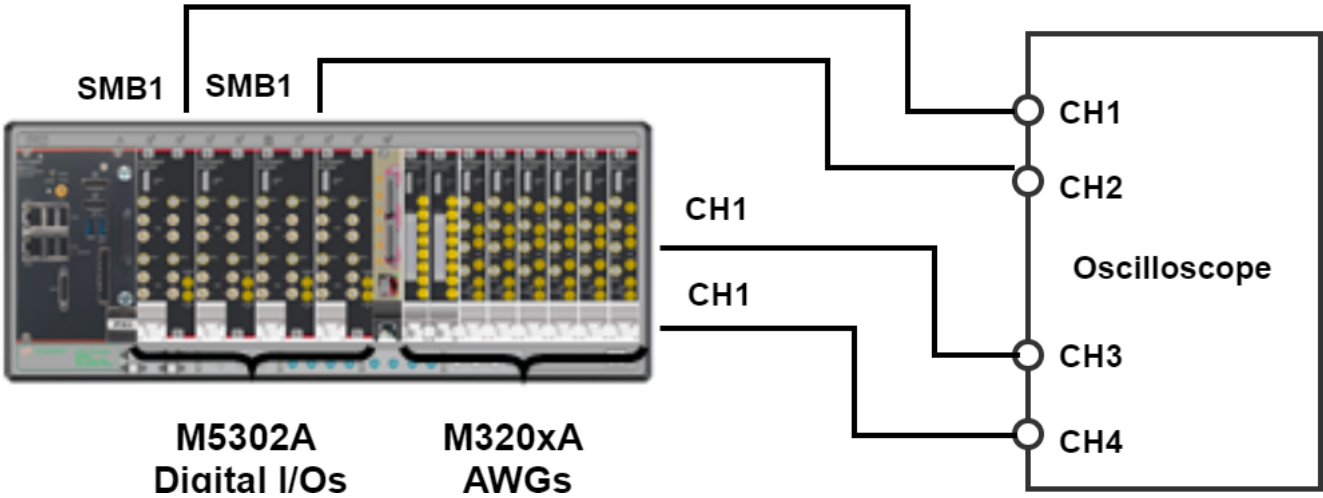 SMB1
SMB1
CH1
CH2
CH1
Oscilloscope
CH1
CH3
CH4
M5302A
Digital I/Os
M320xA
AWGs